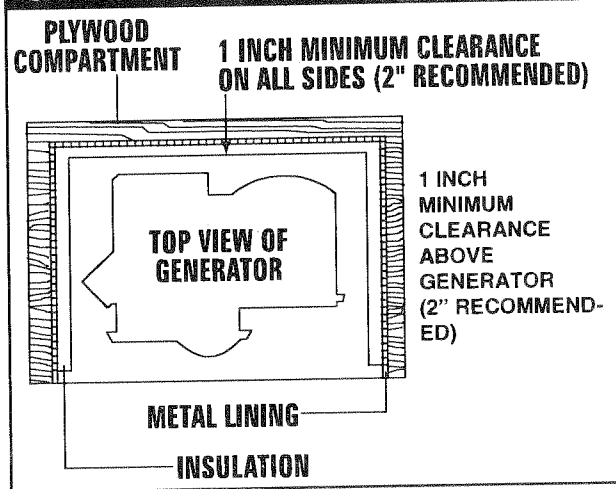 PLYWOOD
COMPARTMENT
1 INCH MINIMUM CLEARANCE
ON ALL SIDES (2" RECOMMENDED)
TOP VIEW OF
GENERATOR
1 INCH
MINIMUM
CLEARANCE
ABOVE
GENERATOR
(2” RECOMMEND-
ED)
METAL LINING
INSULATION